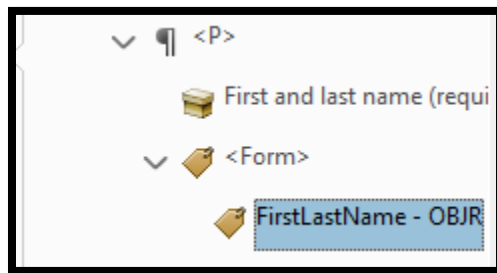 <P>
First and last name (requi
<Form>
FirstLastName - OBJR